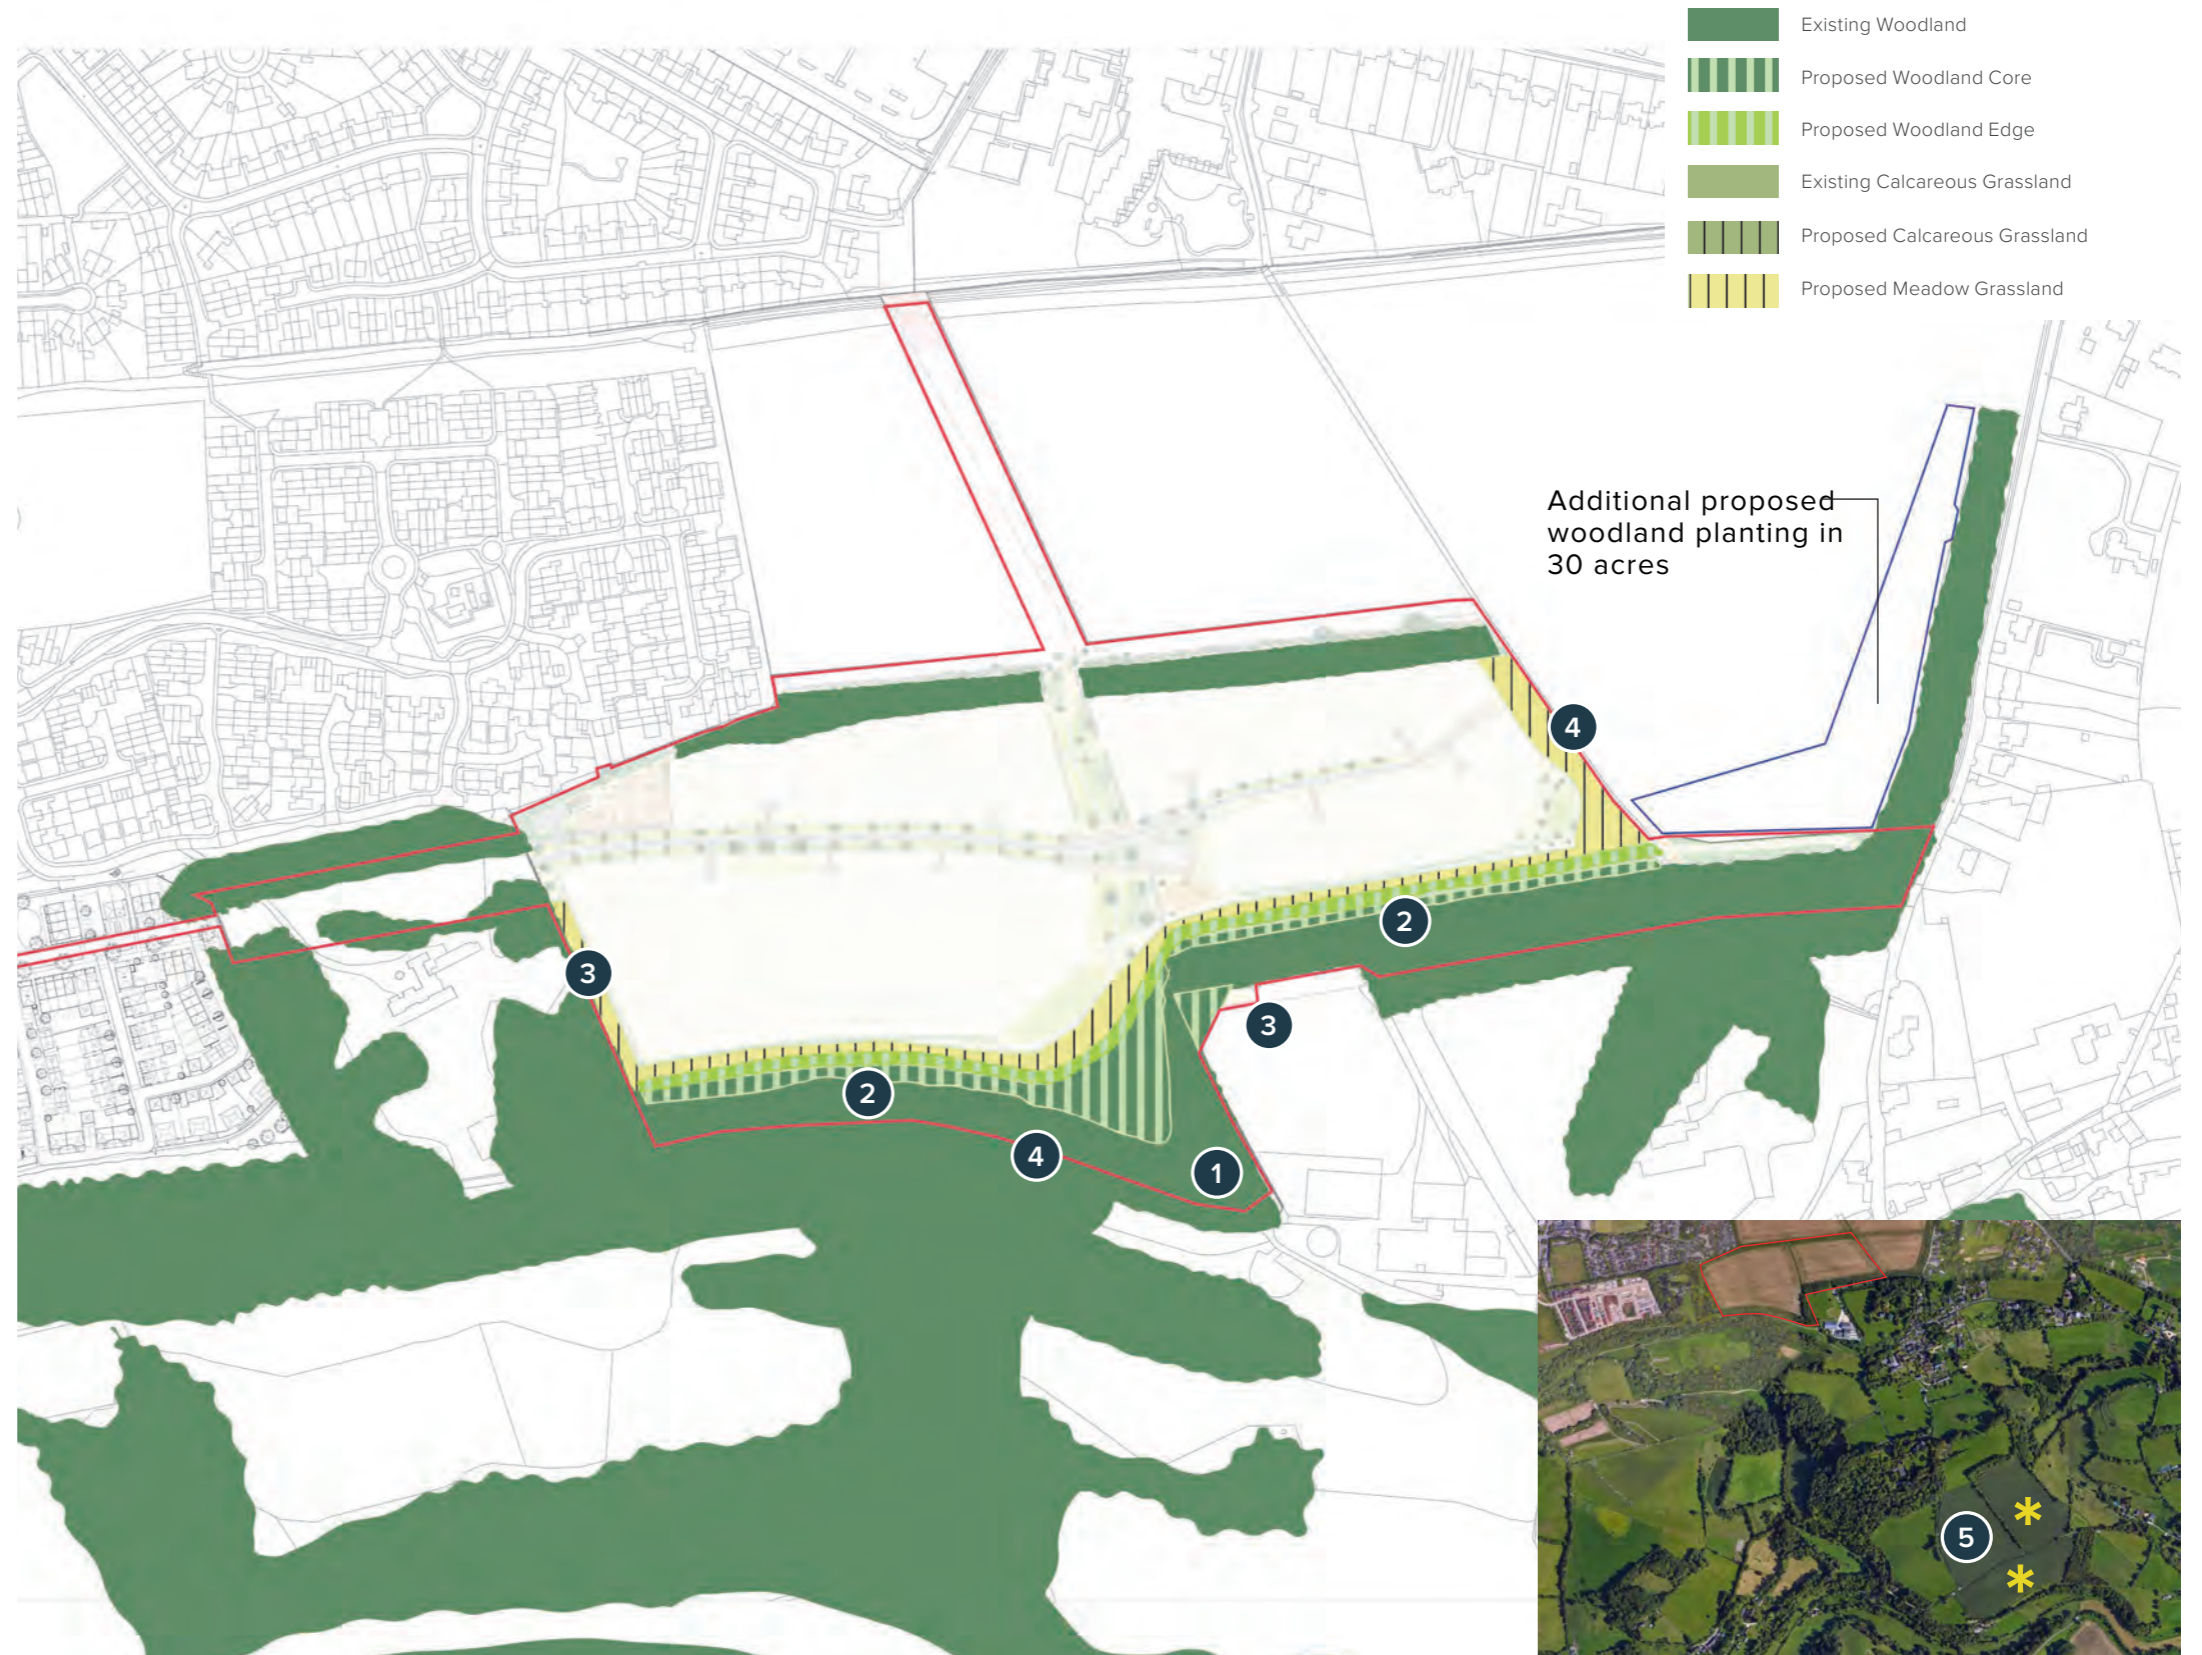 Existing Woodland
Proposed Woodland Core
Proposed Woodland Edge
Existing Calcareous Grassland
Proposed Calcareous Grassland
Proposed Meadow Grassland
Additional proposed
woodland planting in
30 acres
4
2
3
3
2
4
1
5